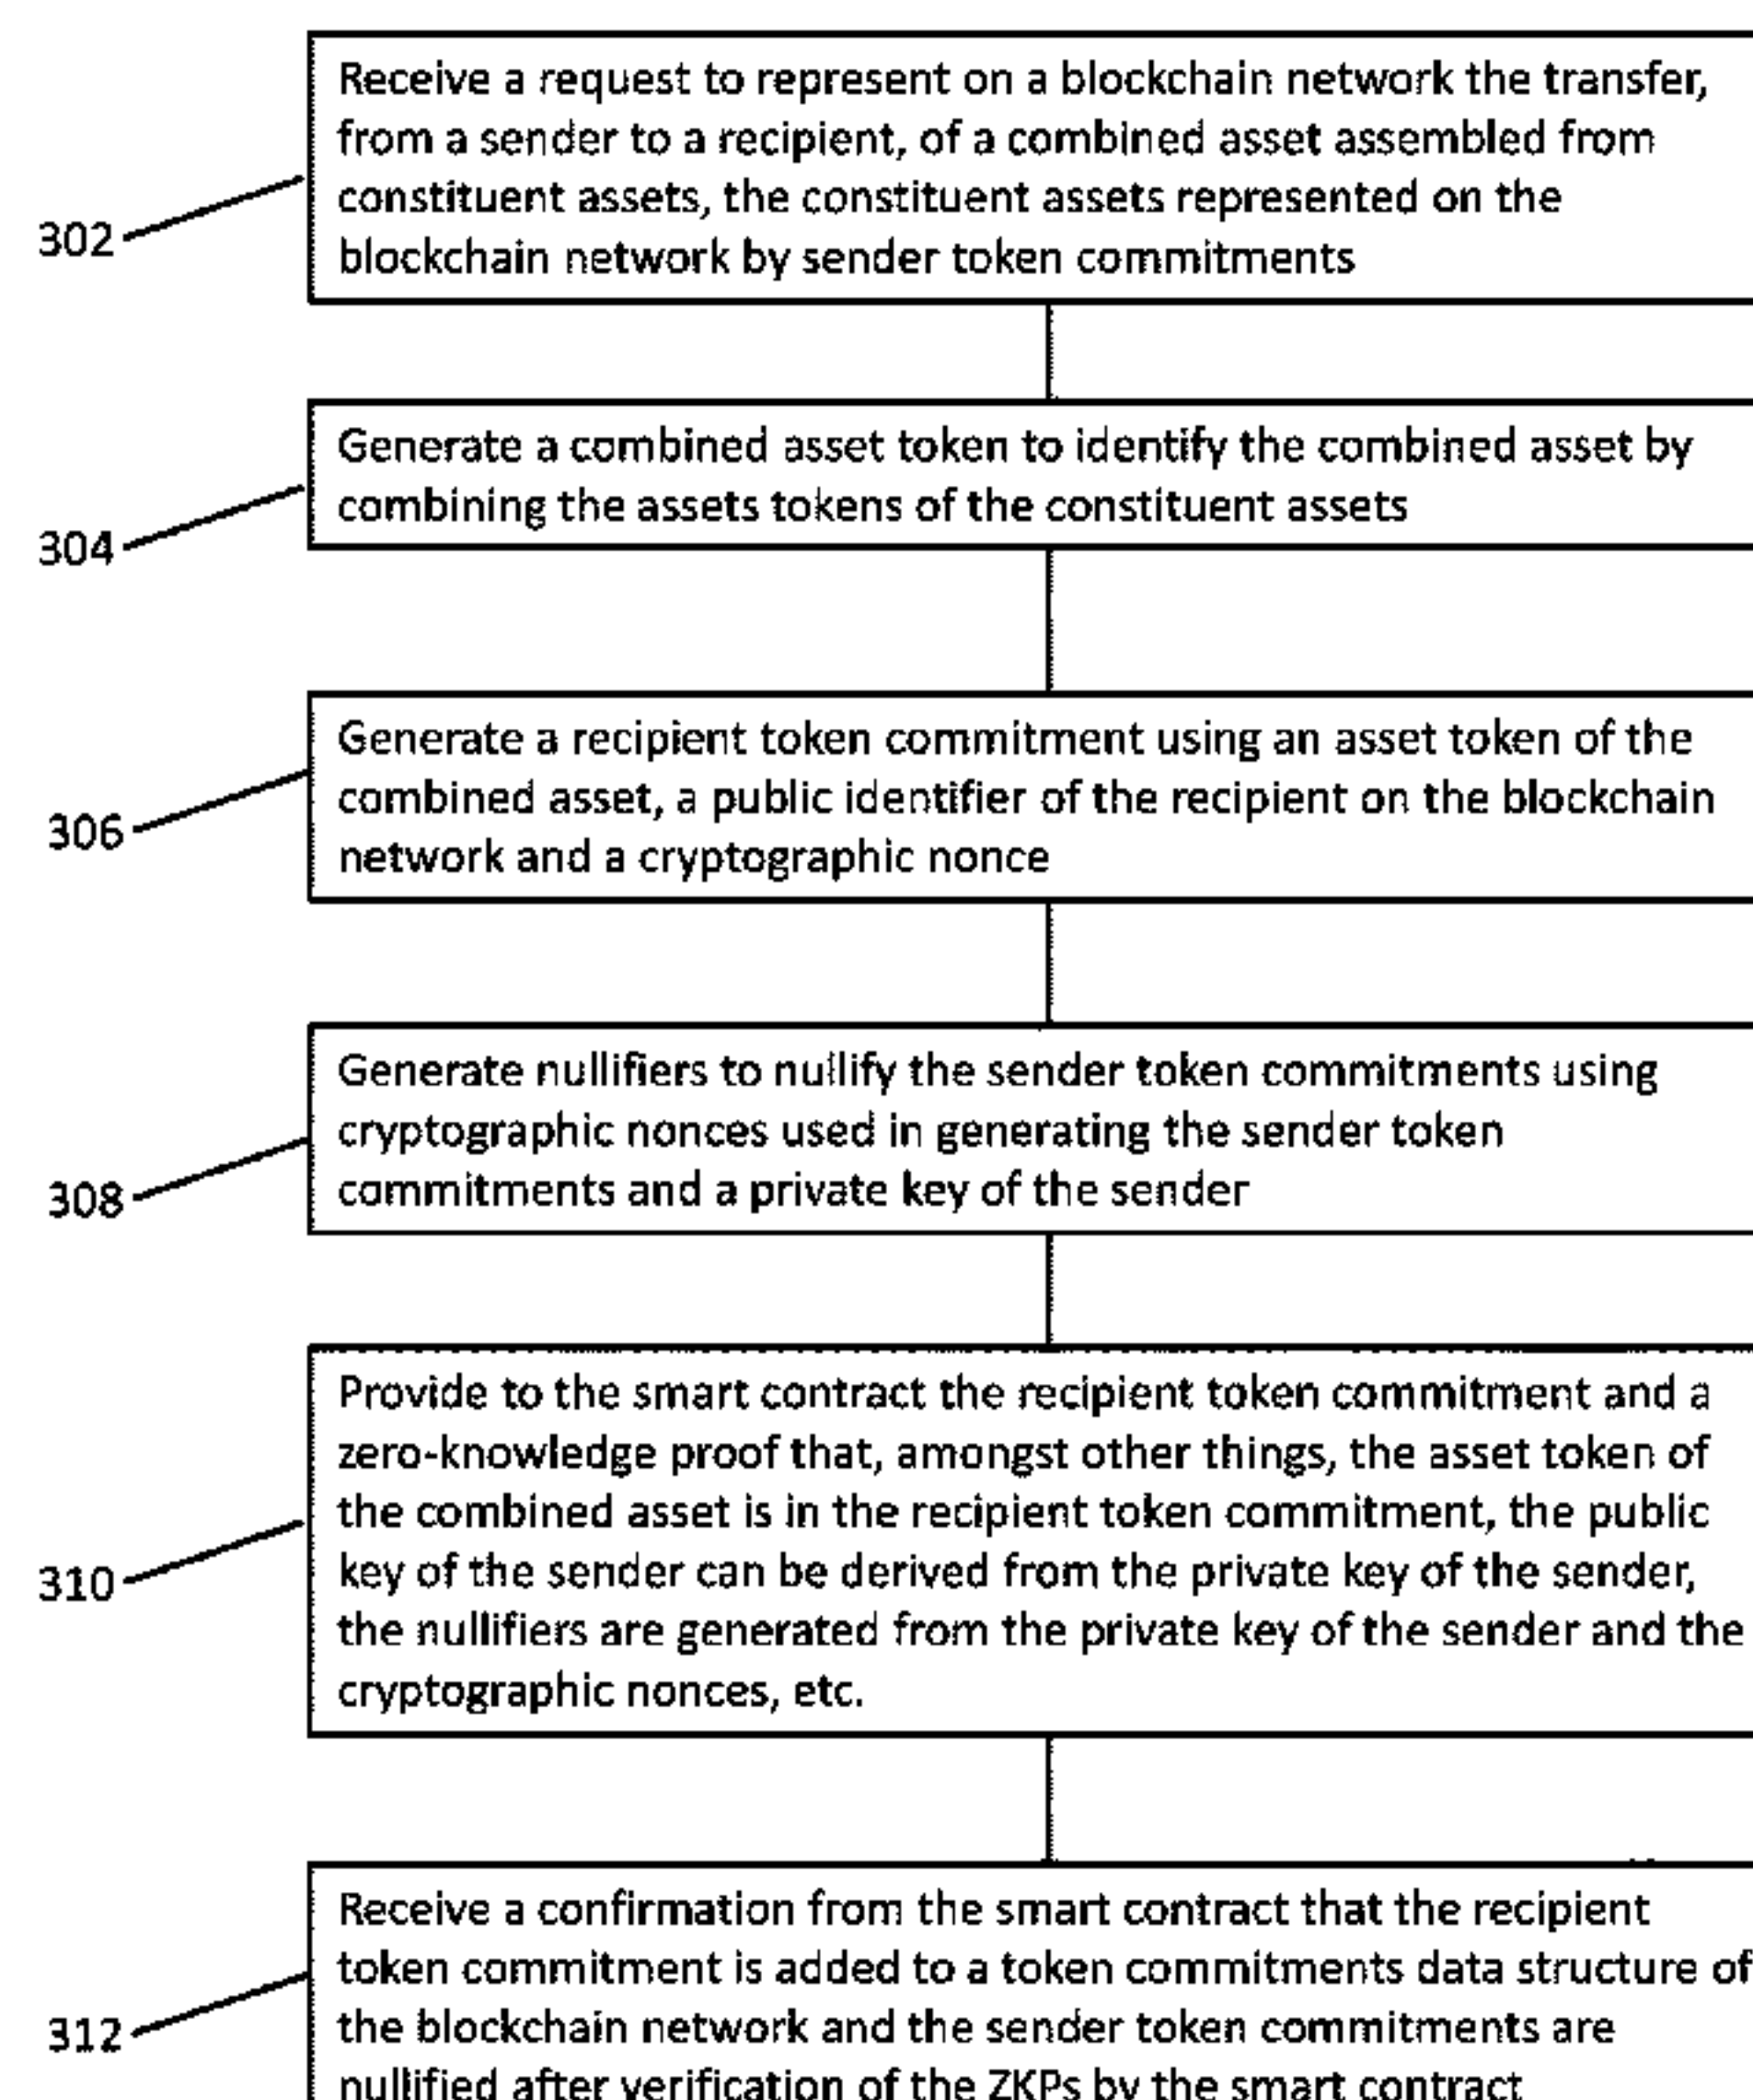 Receive a request to represent on a blockchain network the transfer,
from a sender to a recipient, of a combined asset assembled from
constituent assets, the constituent assets represented on the
302
blockchain network by sender token commitments
Generate a combined asset token to identify the combined asset by
combining the assets tokens of the constituent assets
304
Generate a recipient token commitment using an asset token of the
combined asset, a public identifier of the recipient on the blockchain
306
network and a cryptographic nonce
Generate nullifiers to nullify the sender token commitments using
cryptographic nonces used in generating the sender token
308
commitments and a private key of the sender
Provide to the smart contract the recipient token commitment and a
zero-knowledge proof that, amongst other things, the asset token of
the combined asset is in the recipient token commitment, the public
310
key of the sender can be derived from the private key of the sender,
the nullifiers are generated from the private key of the sender and the
cryptographic nonces, etc.
Receive a confirmation from the smart contract that the recipient
token commitment is added to a token commitments data structure of
312
the blockchain network and the sender token commitments are
nullified after verification of the ZKPs by the smart contract